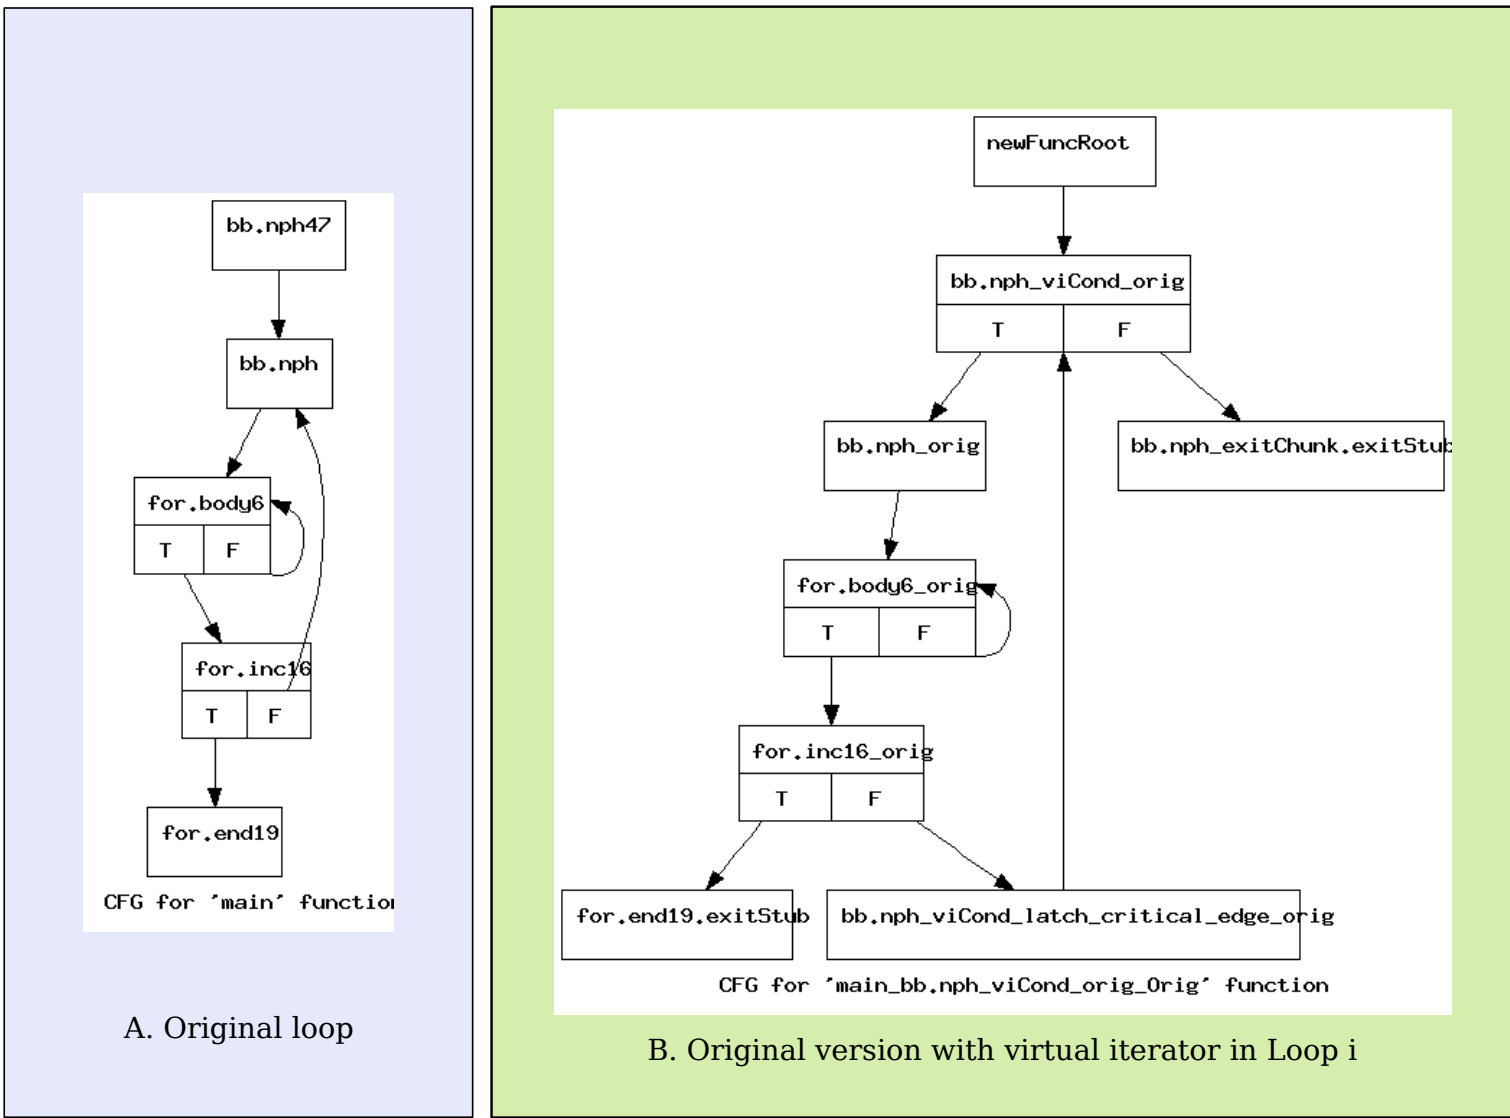 bb.nph47
bb.nph
for.body6
T F
for.inc16
T F
for.end19
CFG for 'main' function
A. Original loop
newFuncRoot
bb.nph_viCond_orig
T F
bb.nph_orig
bb.nph_exitChunk.exitStub
for.body6_orig
T F
for.inc16_orig
T F
for.end19.exitStub
bb.nph_viCond_latch_critical_edge_orig
CFG for 'main_bb.nph_viCond_orig_Orig' function
B. Original version with virtual iterator in Loop i